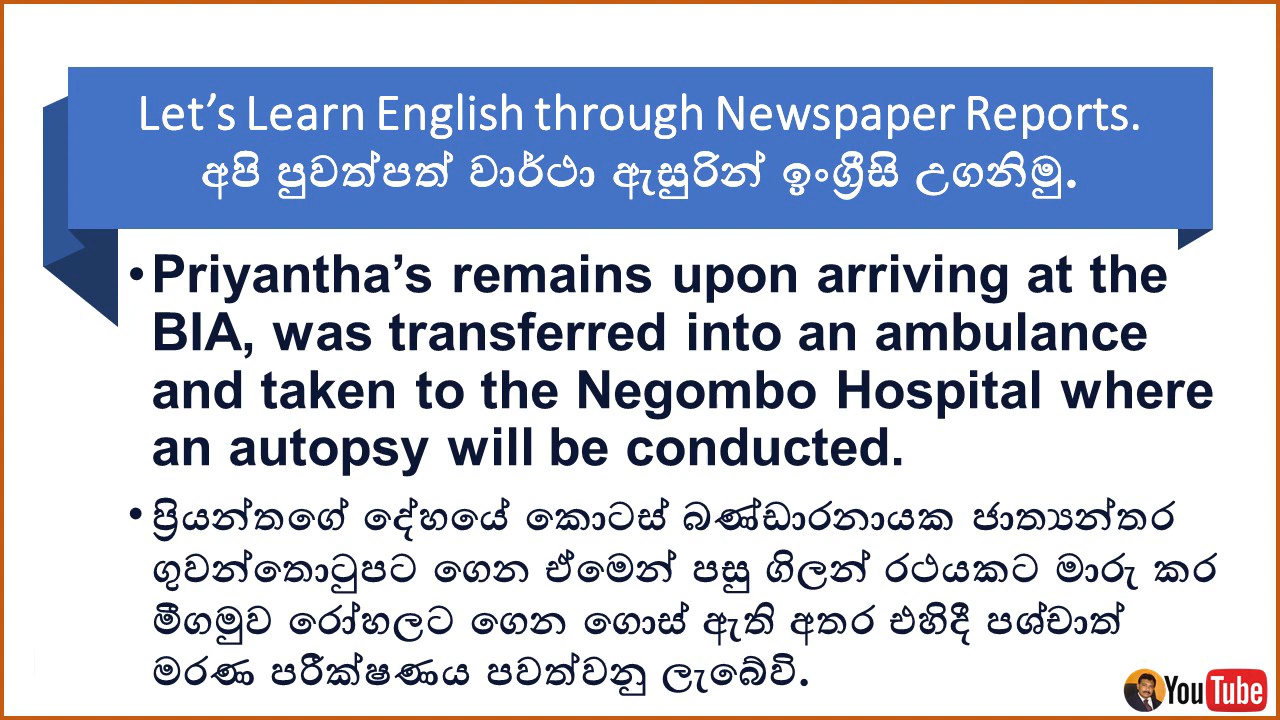 Let’s Learn English through Newspaper Reports.
අපි පුවත්පත් වාර්ථා ඇසුරින් ඉංග්‍රීසි උගනිමු.
•Priyantha’s remains upon arriving at the
BIA, was transferred into an ambulance
and taken to the Negombo Hospital where
an autopsy will be conducted.
•ප්‍රියන්තගේ දේහයේ කොටස් බණ්ඩාරනායක ජාත්‍යන්තර
ගුවන්තොටුපට ගෙන ඒමෙන් පසු ගිලන් රථයකට මාරු කර
මීගමුව රෝහලට ගෙන ගොස් ඇති අතර එහිදී පශ්චාත්
මරණ පරීක්ෂණය පවත්වනු ලැබේවි.
YouTube